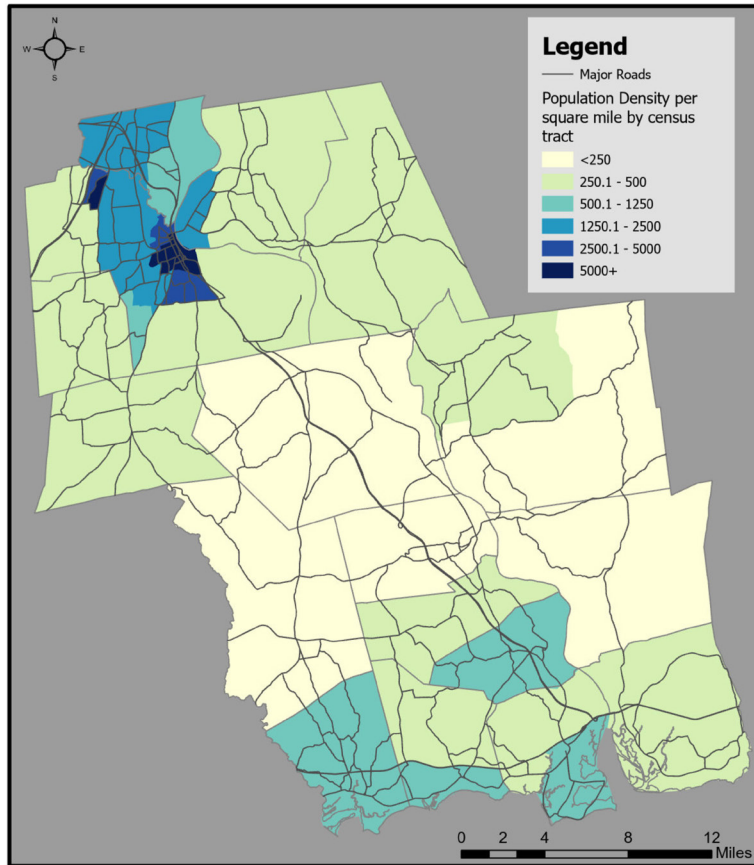 N
W E
S
Legend
Major Roads
Population Density per
square mile by census
tract
<250
250.1 - 500
500.1 - 1250
1250.1 - 2500
2500.1 - 5000
5000+
0 2 4 8 12
Miles